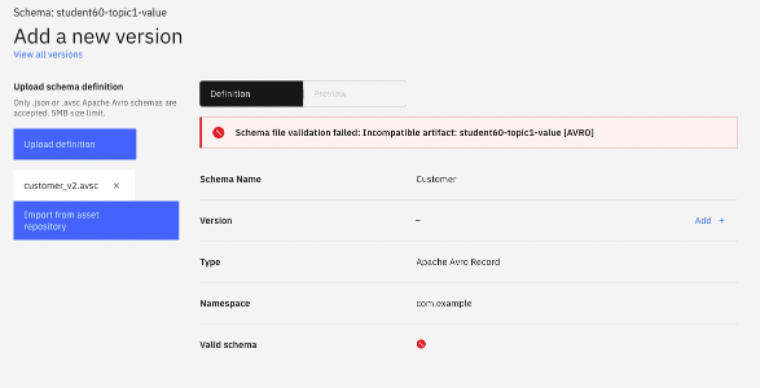 Schema: student60-topic1-value
Add a new version
View all versions
Upload schema definition
Only .json or .avsc Apache Avro schemas are
accepted. 5MB size limit.
Upload definition
customer_v2.avsc ×
Import from asset
repository
Definition
Preview
Schema file validation failed: Incompatible artifact: student60-topic1-value [AVRO]
Schema Name Customer
Version – Add +
Type Apache Avro Record
Namespace com.example
Valid schema